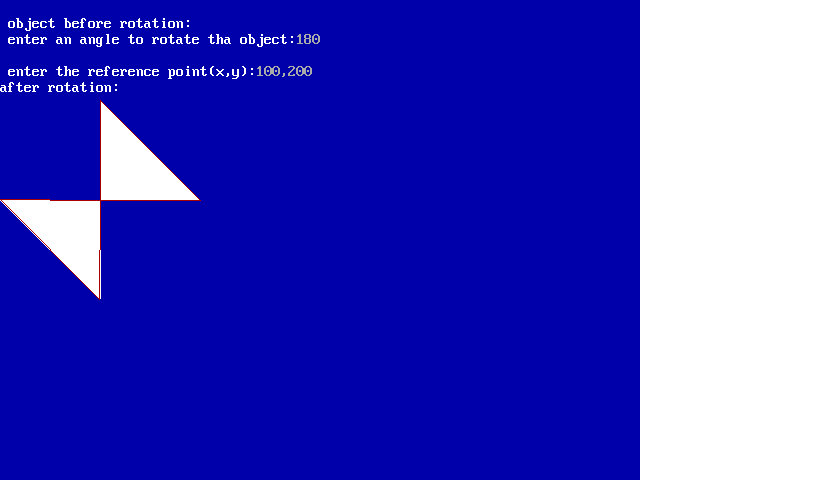 object before rotation:
enter an angle to rotate tha object:180
enter the reference point(x,y):100,200
after rotation: